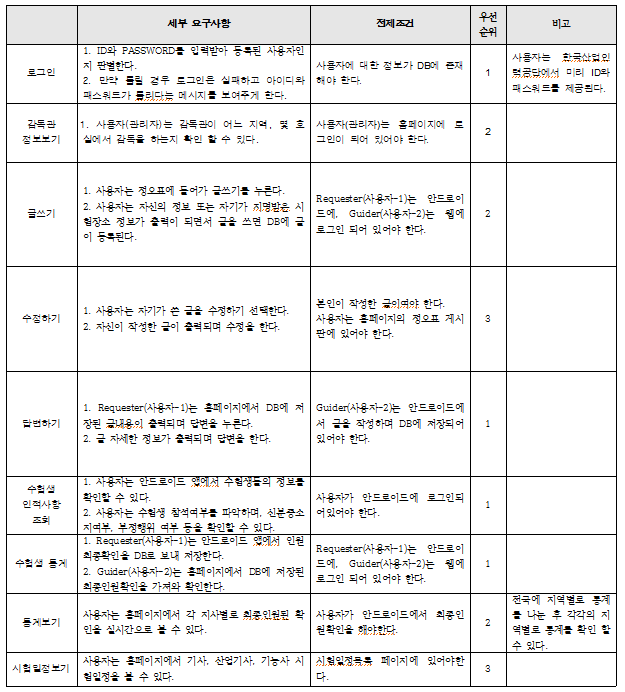 세부 요구사항
전제조건
우선
순위
비고
로그인
1. ID와 PASSWORD를 입력받아 등록된 사용자인
지 판별한다.
2. 만약 틀릴 경우 로그인은 실패하고 아이디와
패스워드가 틀리다는 메시지를 보여주게 한다.
사용자에 대한 정보가 DB에 존재
해야 한다.
1
사용자는 한국산업인
력공단에서 미리 ID와
패스워드를 제공된다.
감독관
정보보기
1. 사용자(관리자)는 감독관이 어느 지역, 몇 호
실에서 감독을 하는지 확인 할 수 있다.
사용자(관리자)는 홈페이지에 로
그인이 되어 있어야 한다.
2
글쓰기
1. 사용자는 정오표에 들어가 글쓰기를 누른다.
2. 사용자는 자신의 정보 또는 자기가 지명받은 시
험장소 정보가 출력이 되면서 글을 쓰면 DB에 글
이 등록된다.
Requester(사용자-1)는 안드로이
드에, Guider(사용자-2)는 웹에
로그인 되어 있어야 한다.
2
수정하기
1. 사용자는 자기가 쓴 글을 수정하기 선택한다.
2. 자신이 작성한 글이 출력되며 수정을 한다.
본인이 작성한 글이여야 한다.
사용자는 홈페이지의 정오표 게시
판에 있어야 한다.
3
답변하기
1. Requester(사용자-1)는 홈페이지에서 DB에 저
장된 글내용의 출력되며 답변을 누른다.
2. 글 자세한 정보가 출력되며 답변을 한다.
Guider(사용자-2)는 안드로이드에
서 글을 작성하며 DB에 저장되어
있어야 한다.
1
수험생
인적사항
조회
1. 사용자는 안드로이드 앱에서 수험생들의 정보를
확인할 수 있다.
2. 사용자는 수험생 참석여부를 파악하며, 신분증소
지여부, 부정행위 여부 등을 확인할 수 있다.
사용자가 안드로이드에 로그인되
어있어야 한다.
1
수험생 통계
1. Requester(사용자-1)는 안드로이드 앱에서 인원
최종확인을 DB로 보내 저장한다.
2. Guider(사용자-2)는 홈페이지에서 DB에 저장된
최종인원확인을 가져와 확인한다.
Requester(사용자-1)는 안드로이
드에, Guider(사용자-2)는 웹에
로그인 되어 있어야 한다.
1
통계보기
사용자는 홈페이지에서 각 지사별로 최종인원된 확
인을 실시간으로 볼 수 있다.
사용자가 안드로이드에서 최종인
원확인을 해야한다.
2
전국에 지역별로 통계
를 나눈 후 각각의 지
역별로 통계를 확인 할
수 있다.
시험일정보기
사용자는 홈페이지에서 기사, 산업기사, 기능사 시
험일정을 볼 수 있다.
시험일정목록 페이지에 있어야한
다.
3